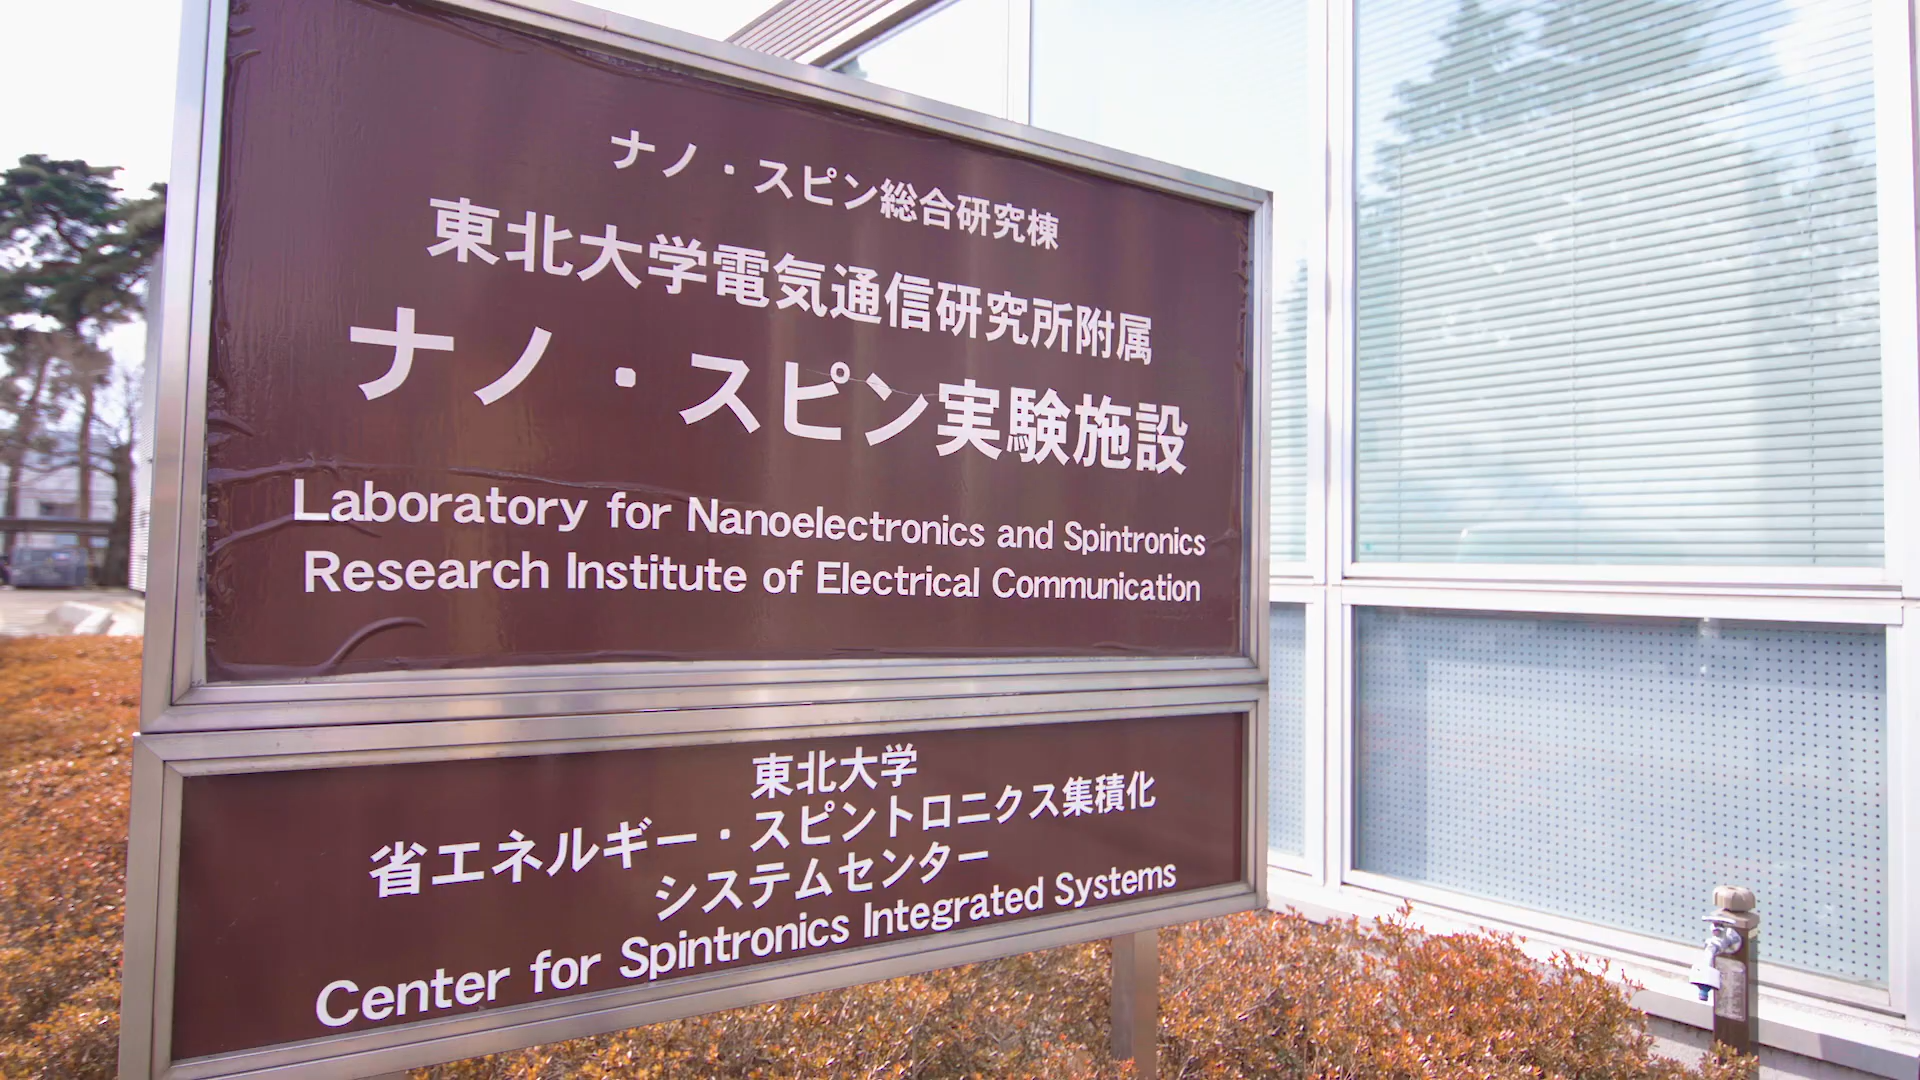 ナノ・スピン総合研究棟
東北大学電気通信研究所附属
ナノ・スピン実験施設
Laboratory for Nanoelectronics and Spintronics
Research Institute of Electrical Communication
東北大学
省エネルギー・スピントロニクス集積化
システムセンター
Center for Spintronics Integrated Systems